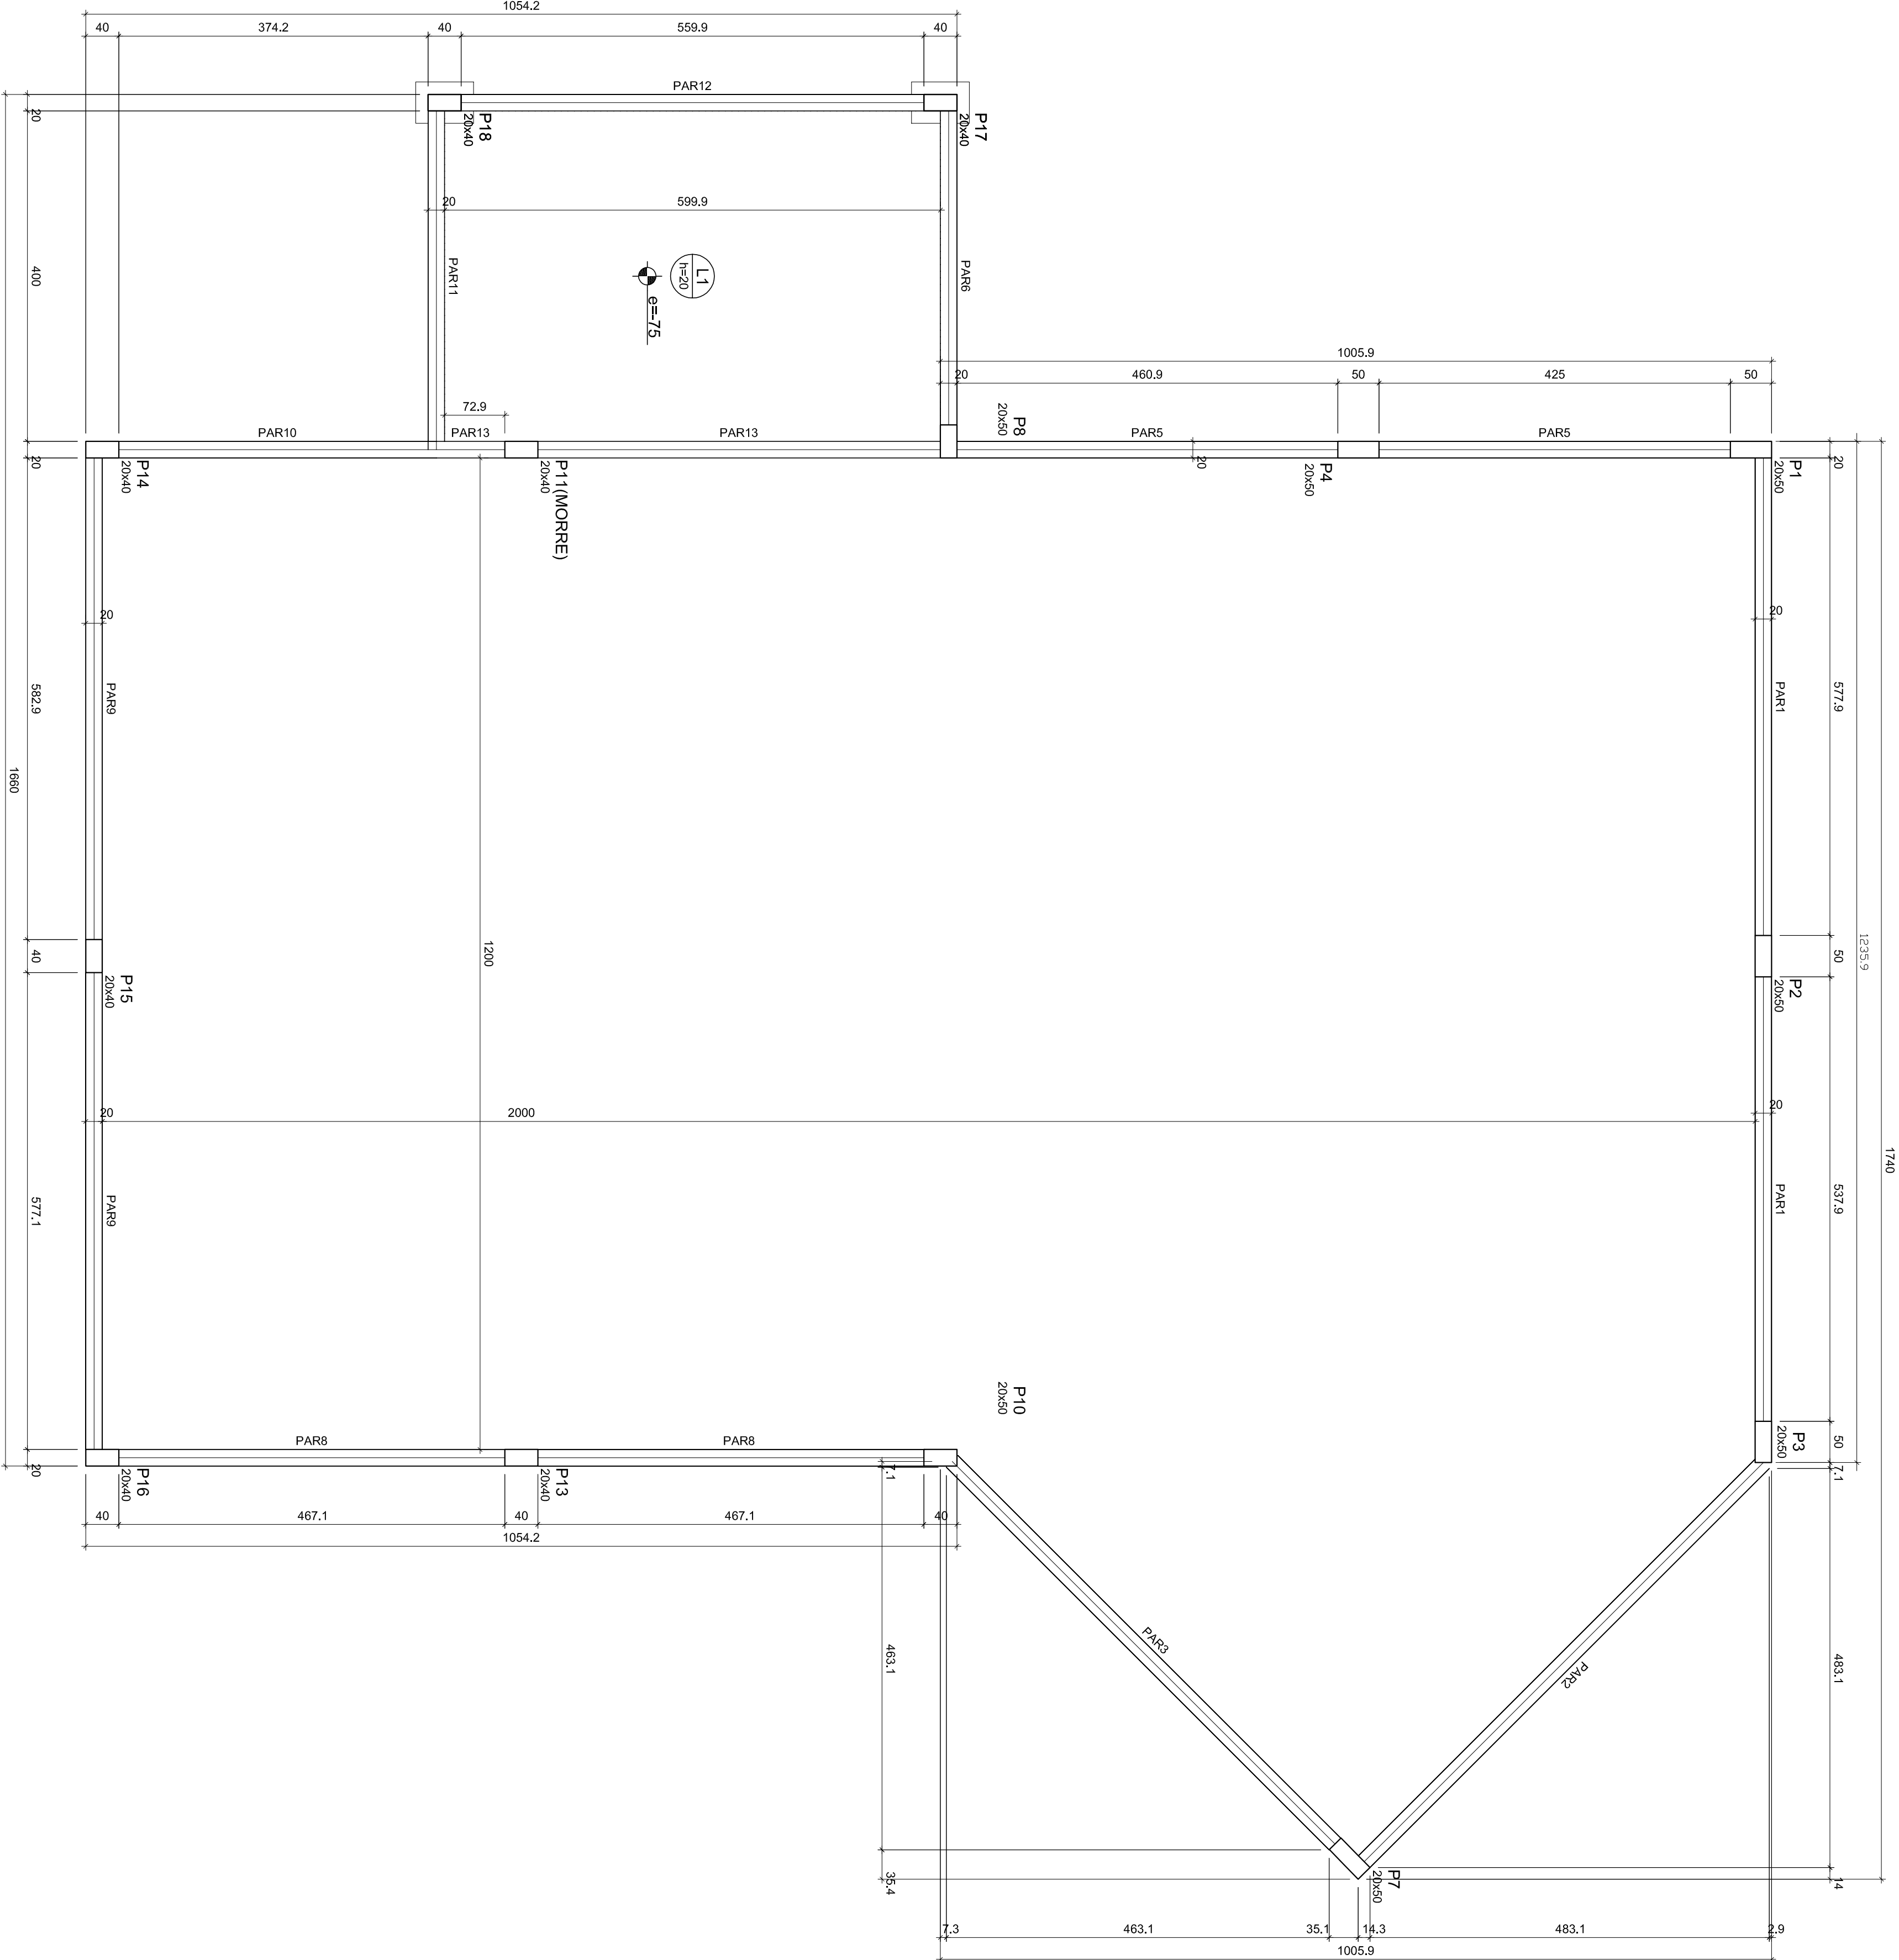 1054.2
40
374.2
40
559.9
40
PAR12
P18
20x40
P17
20x40
20
20
599.9
400
PAR11
L1
h=20
e=-75
PAR6
1005.9
20
460.9
50
425
50
72.9
P8
20x50
PAR10
PAR13
PAR13
PAR5
PAR5
20
P14
20x40
P11(MORRE)
20x40
20
P4
20x50
P1
20x50
20
20
20
582.9
PAR9
PAR1
577.9
1660
40
1200
50
1235.9
P15
20x40
P2
20x50
20
2000
20
1740
577.1
PAR9
PAR1
537.9
P10
20x50
PAR8
PAR8
P3
20x50
50
20
P16
20x40
P13
20x40
7.1
7.1
40
467.1
40
467.1
40
1054.2
463.1
PAR3
PAR2
483.1
35.4
P7
20x50
14
7.3
463.1
35.1
14.3
483.1
2.9
1005.9